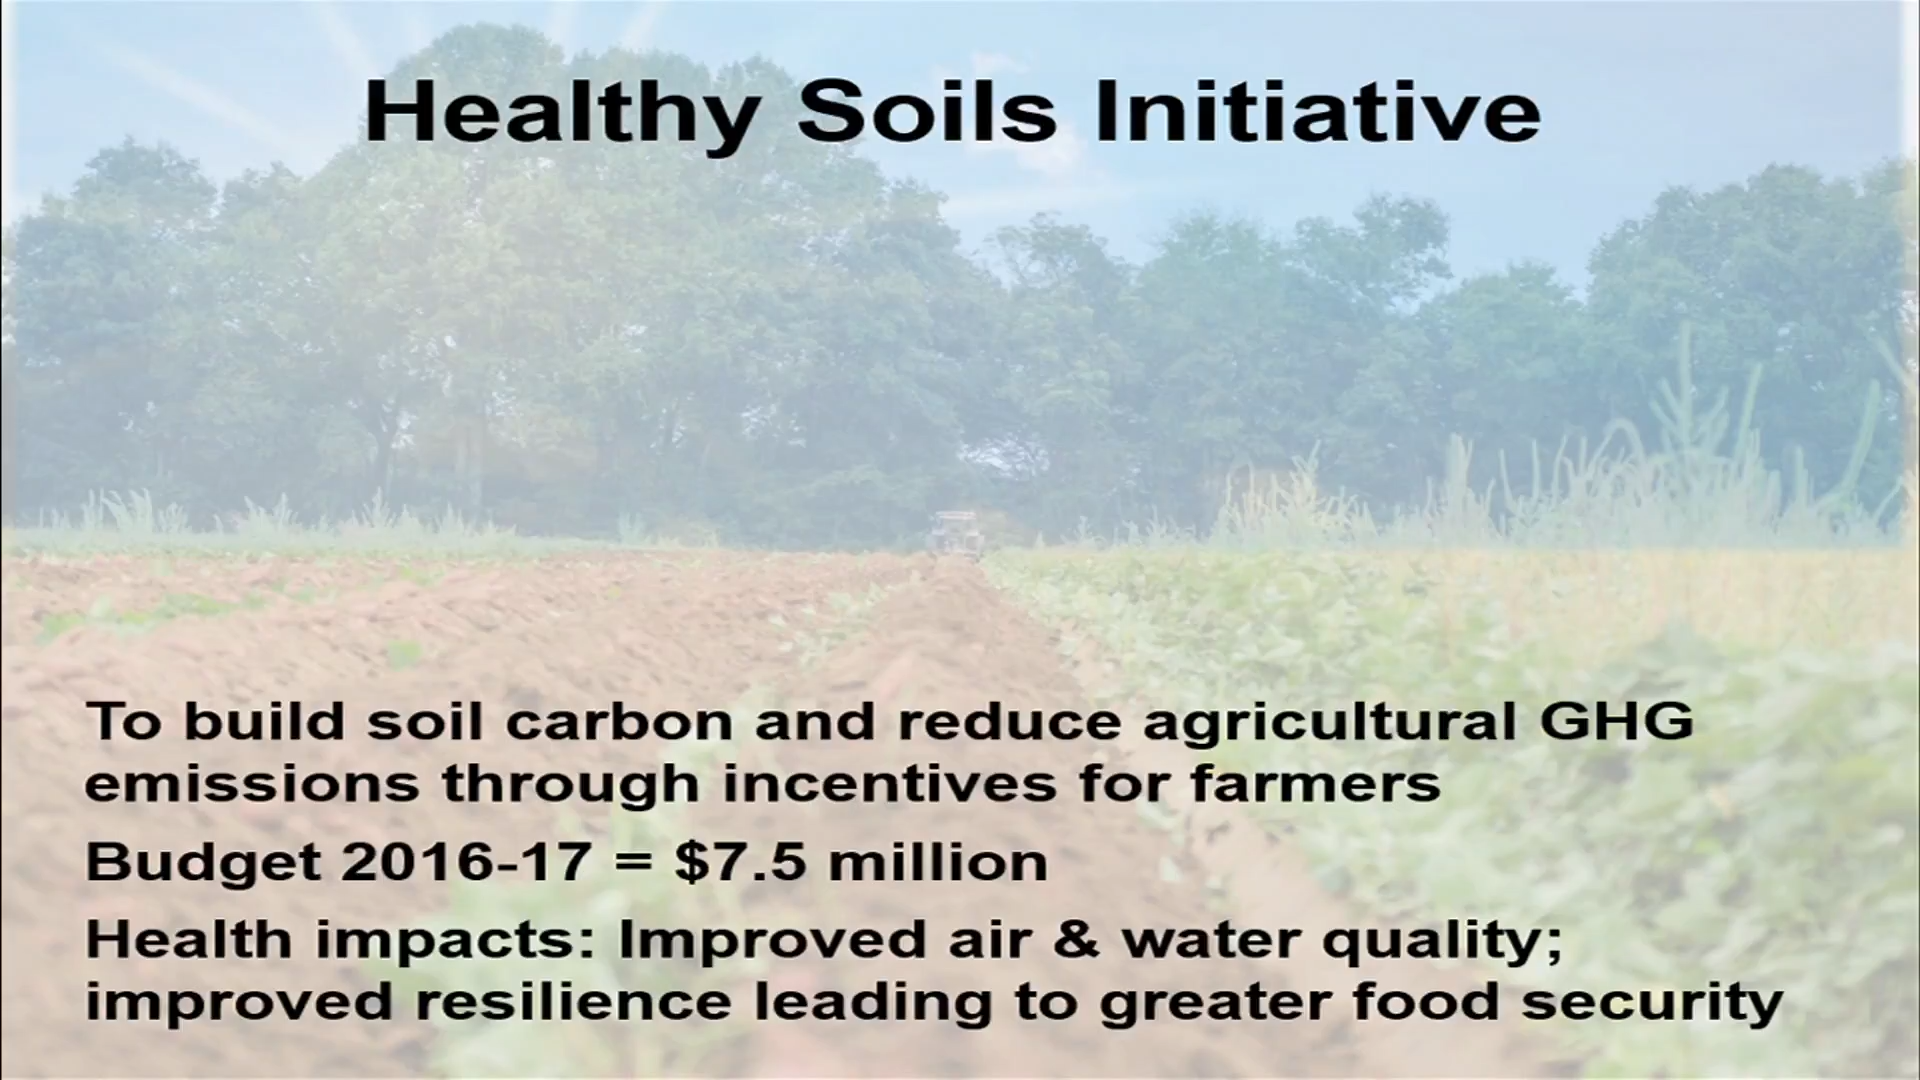 Healthy Soils Initiative
To build soil carbon and reduce agricultural GHG
emissions through incentives for farmers
Budget 2016-17 = $7.5 million
Health impacts: Improved air & water quality;
improved resilience leading to greater food security